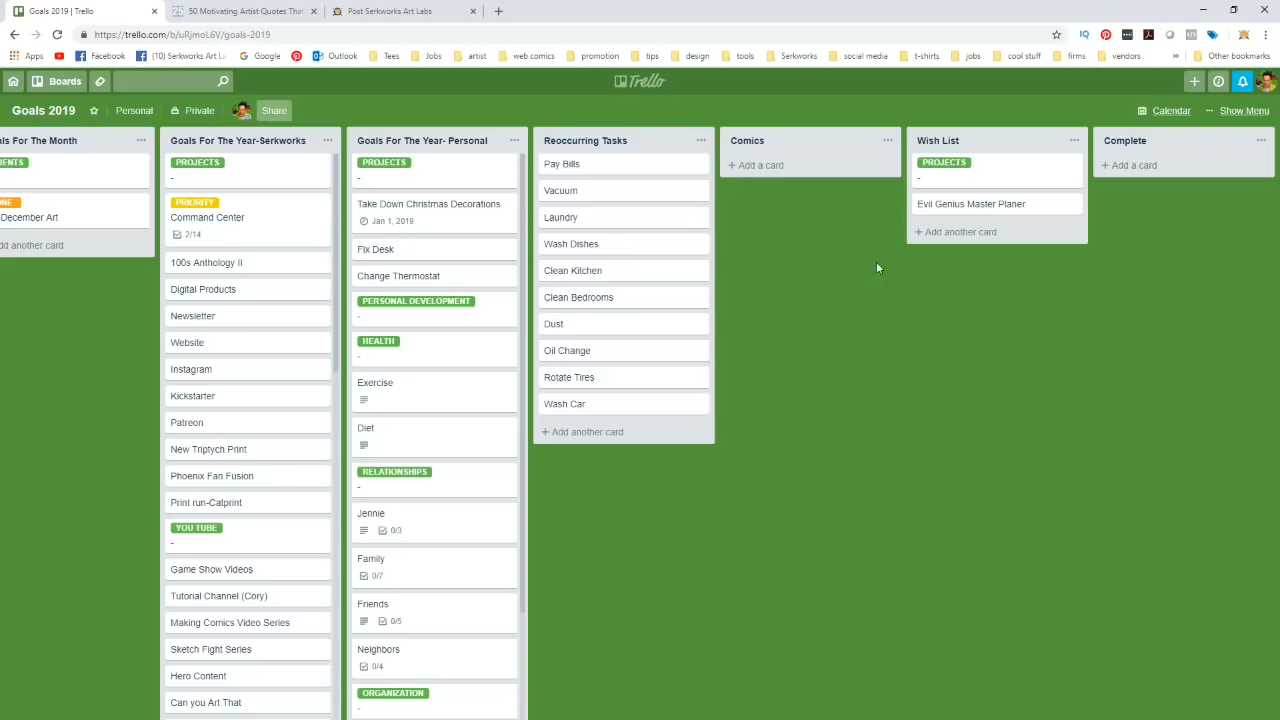 Goals 2019 | Trello
50 Motivating Artist Quotes That
Post Serkworks Art Labs
https://trello.com/b/uRjmoL6V/goals-2019
Apps
Facebook
(10) Serkworks Art La
Google
Outlook
Tees
Jobs
artist
web comics
promotion
tips
design
tools
Serkworks
social media
t-shirts
jobs
cool stuff
firms
vendors
»
Other bookmarks
Boards
Trello
Goals 2019
Personal
Private
Share
Calendar
Show Menu
ls For The Month
IENTS
NE
December Art
dd another card
Goals For The Year-Serkworks
PROJECTS
-
PRIORITY
Command Center
2/14
100s Anthology II
Digital Products
Newsletter
Website
Instagram
Kickstarter
Patreon
New Triptych Print
Phoenix Fan Fusion
Print run-Catprint
YOU TUBE
-
Game Show Videos
Tutorial Channel (Cory)
Making Comics Video Series
Sketch Fight Series
Hero Content
Can you Art That
Goals For The Year- Personal
PROJECTS
-
Take Down Christmas Decorations
Jan 1, 2019
Fix Desk
Change Thermostat
PERSONAL DEVELOPMENT
-
HEALTH
-
Exercise
Diet
RELATIONSHIPS
-
Jennie
0/3
Family
0/7
Friends
0/5
Neighbors
0/4
ORGANIZATION
-
Reoccurring Tasks
Pay Bills
Vacuum
Laundry
Wash Dishes
Clean Kitchen
Clean Bedrooms
Dust
Oil Change
Rotate Tires
Wash Car
+ Add another card
Comics
+ Add a card
Wish List
PROJECTS
-
Evil Genius Master Planer
+ Add another card
Complete
+ Add a card